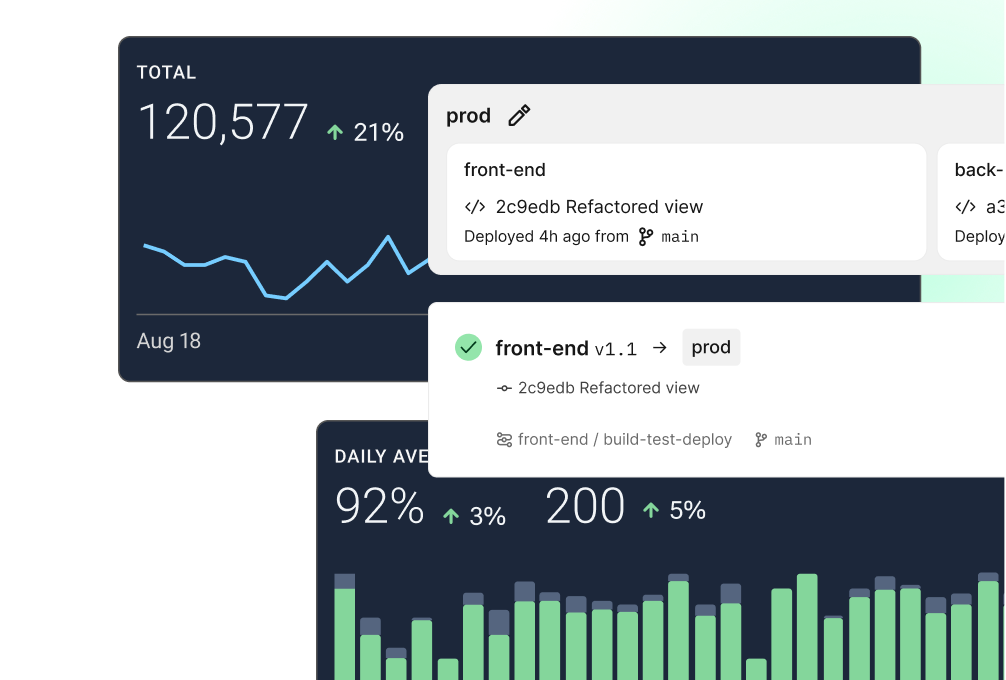 TOTAL
120,577 21%
Aug 18
prod
front-end
2c9edb Refactored view
Deployed 4h ago from main
back-
a3
Deploy
front-end v1.1 → prod
2c9edb Refactored view
front-end / build-test-deploy main
DAILY AVE
92% 3% 200 5%